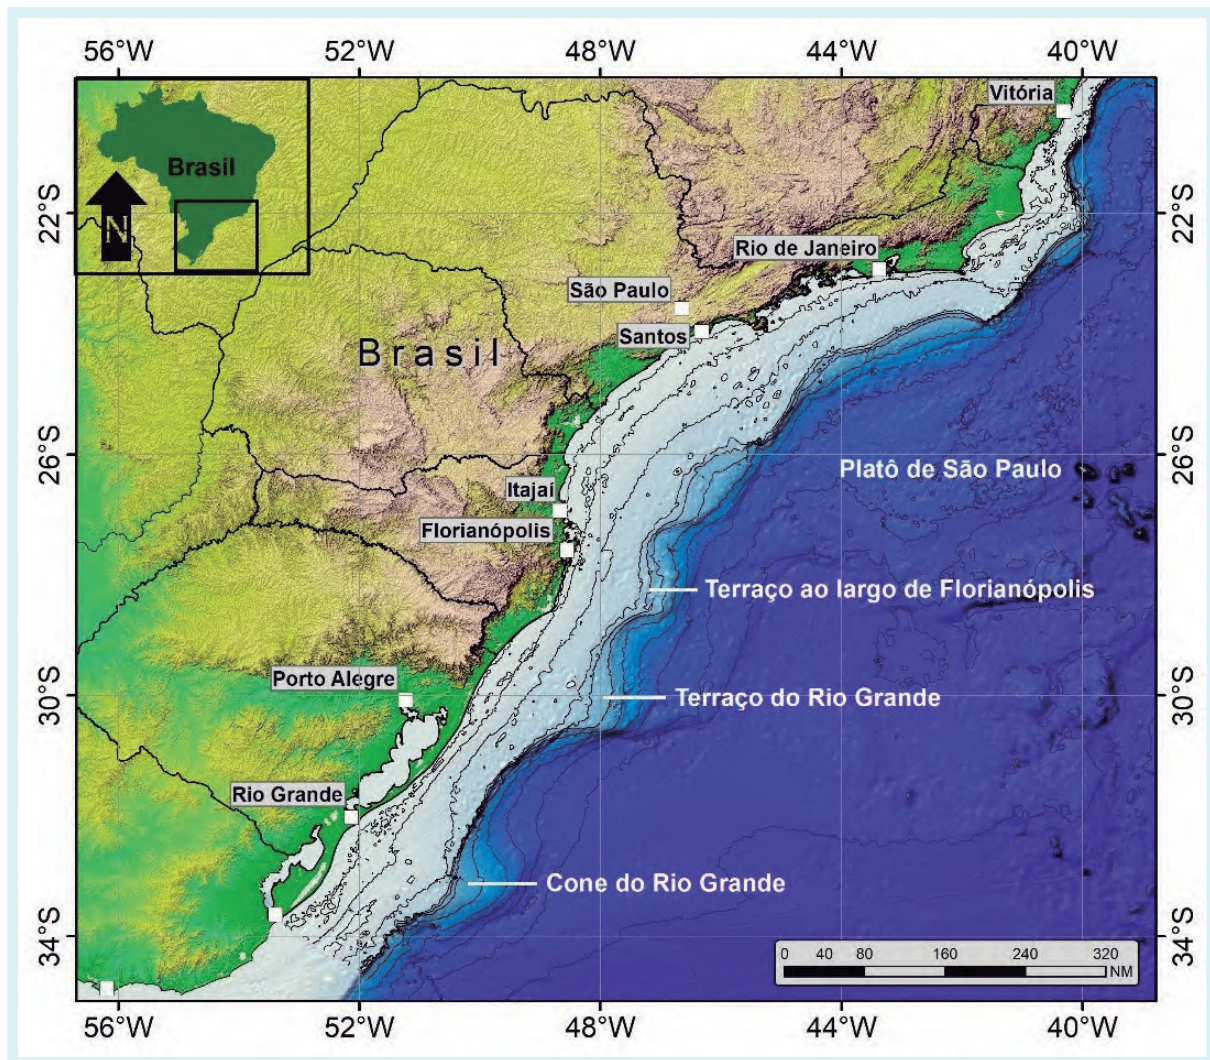 56°W 52°W 48°W 44°W 40°W
Vitória
Brasil
N
22°S
22°S
Rio de Janeiro
São Paulo
Santos
Brasil
26°S
26°S
Platô de São Paulo
Itajaí
Florianópolis
Terraço ao largo de Florianópolis
Porto Alegre
30°S
30°S
Terraço do Rio Grande
Rio Grande
Cone do Rio Grande
34°S
34°S
0 40 80 160 240 320
NM
56°W 52°W 48°W 44°W 40°W